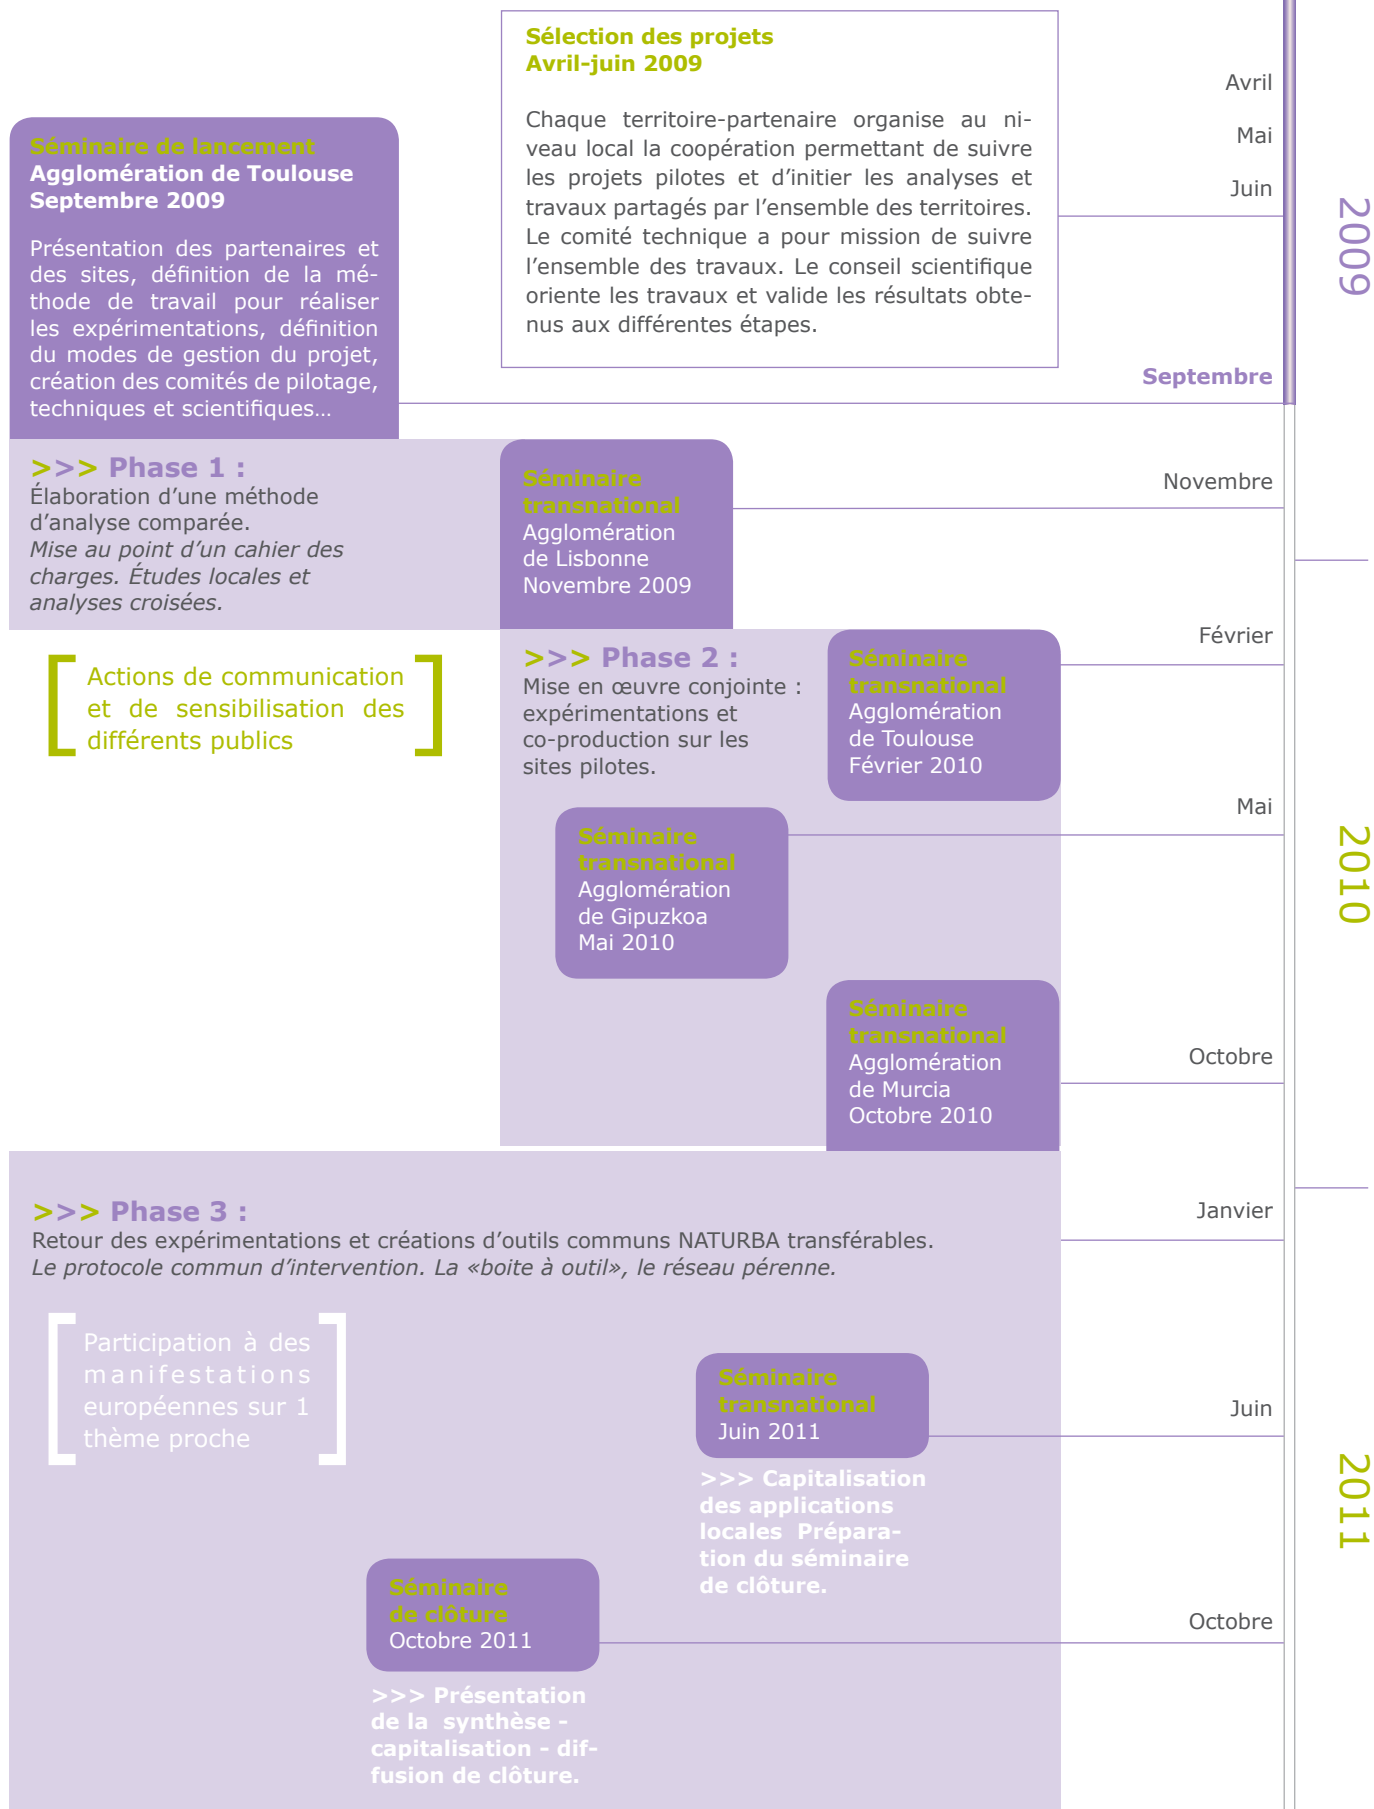 Sélection des projets
Avril-juin 2009
Chaque territoire-partenaire organise au ni-
veau local la coopération permettant de suivre
les projets pilotes et d'initier les analyses et
travaux partagés par l'ensemble des territoires.
Le comité technique a pour mission de suivre
l'ensemble des travaux. Le conseil scientifique
oriente les travaux et valide les résultats obte-
nus aux différentes étapes.
Avril
Mai
Juin
2009
Séminaire de lancement
Agglomération de Toulouse
Septembre 2009
Présentation des partenaires et
des sites, définition de la mé-
thode de travail pour réaliser
les expérimentations, définition
du modes de gestion du projet,
création des comités de pilotage,
techniques et scientifiques…
Septembre
>>> Phase 1 :
Élaboration d'une méthode
d'analyse comparée.
Mise au point d'un cahier des
charges. Études locales et
analyses croisées.
Séminaire
transnational
Agglomération
de Lisbonne
Novembre 2009
Novembre
Actions de communication
et de sensibilisation des
différents publics
>>> Phase 2 :
Mise en œuvre conjointe :
expérimentations et
co-production sur les
sites pilotes.
Séminaire
transnational
Agglomération
de Toulouse
Février 2010
Février
Séminaire
transnational
Agglomération
de Gipuzkoa
Mai 2010
Mai
2010
Séminaire
transnational
Agglomération
de Murcia
Octobre 2010
Octobre
>>> Phase 3 :
Retour des expérimentations et créations d'outils communs NATURBA transférables.
Le protocole commun d'intervention. La «boite à outil», le réseau pérenne.
Janvier
Participation à des
manifestations
européennes sur 1
thème proche
Séminaire
transnational
Juin 2011
>>> Capitalisation
des applications
locales Prépara-
tion du séminaire
de clôture.
Juin
2011
Séminaire
de clôture
Octobre 2011
>>> Présentation
de la synthèse -
capitalisation - dif-
fusion de clôture.
Octobre